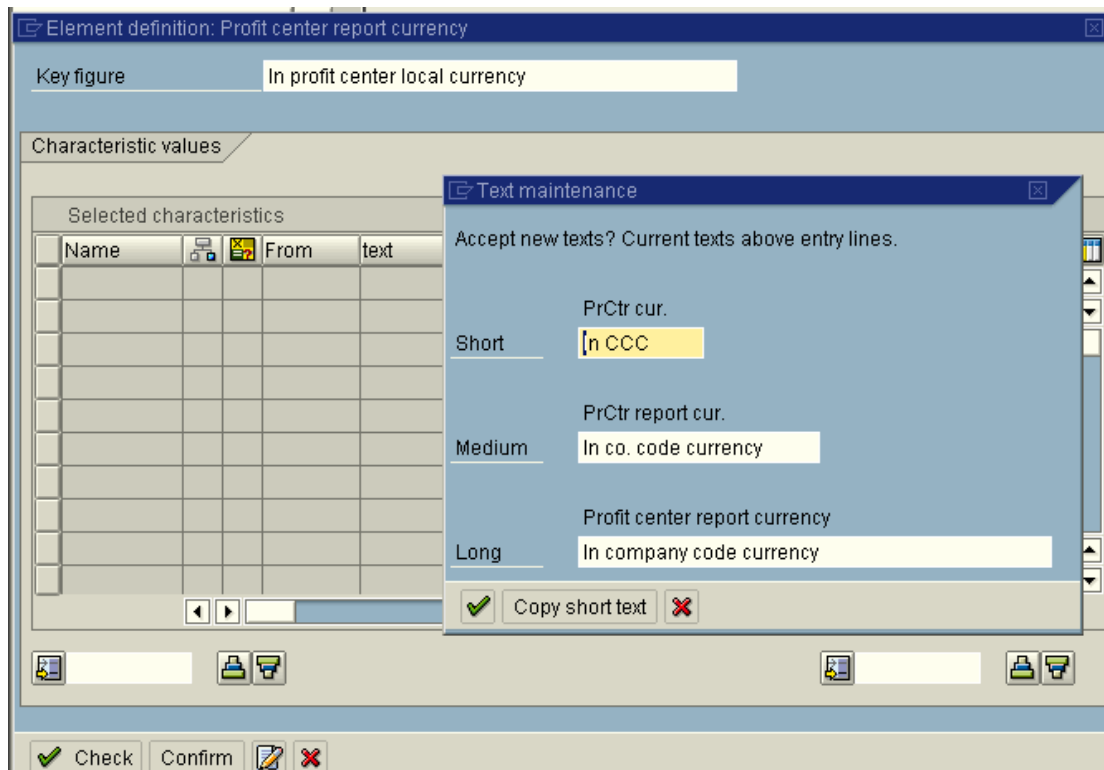 Element definition: Profit center report currency
Key figure In profit center local currency
Characteristic values
Selected characteristics
Name From text
Text maintenance
Accept new texts? Current texts above entry lines.
PrCtr cur.
Short In CCC
PrCtr report cur.
Medium In co. code currency
Profit center report currency
Long In company code currency
Copy short text
Check Confirm